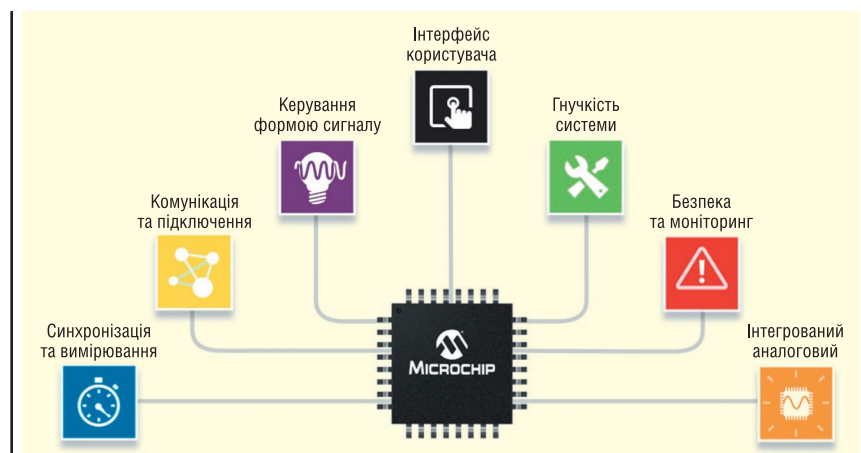 Інтерфейс
користувача
Керування
формою сигналу
Гнучкість
системи
Комунікація
та підключення
Безпека
та моніторинг
Синхронізація
та вимірювання
Інтегрований
аналоговий
MICROCHIP